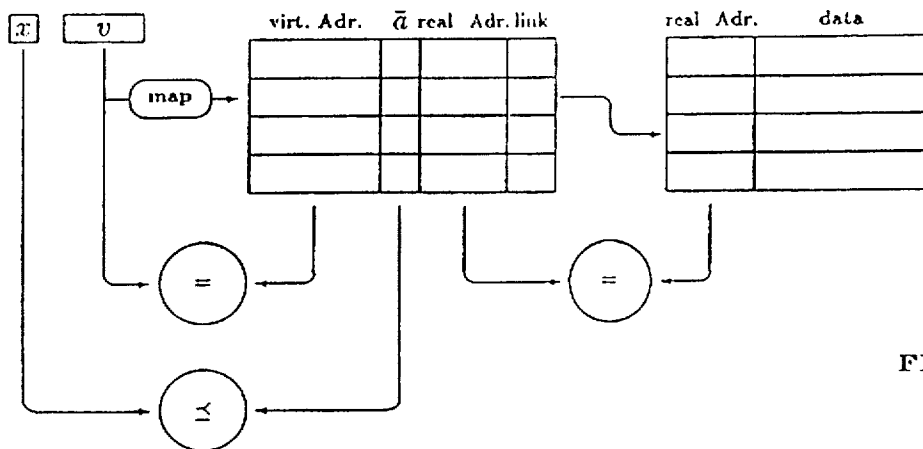 x v virt. Adr. ā real Adr. link real Adr. data
map
= =
⪯